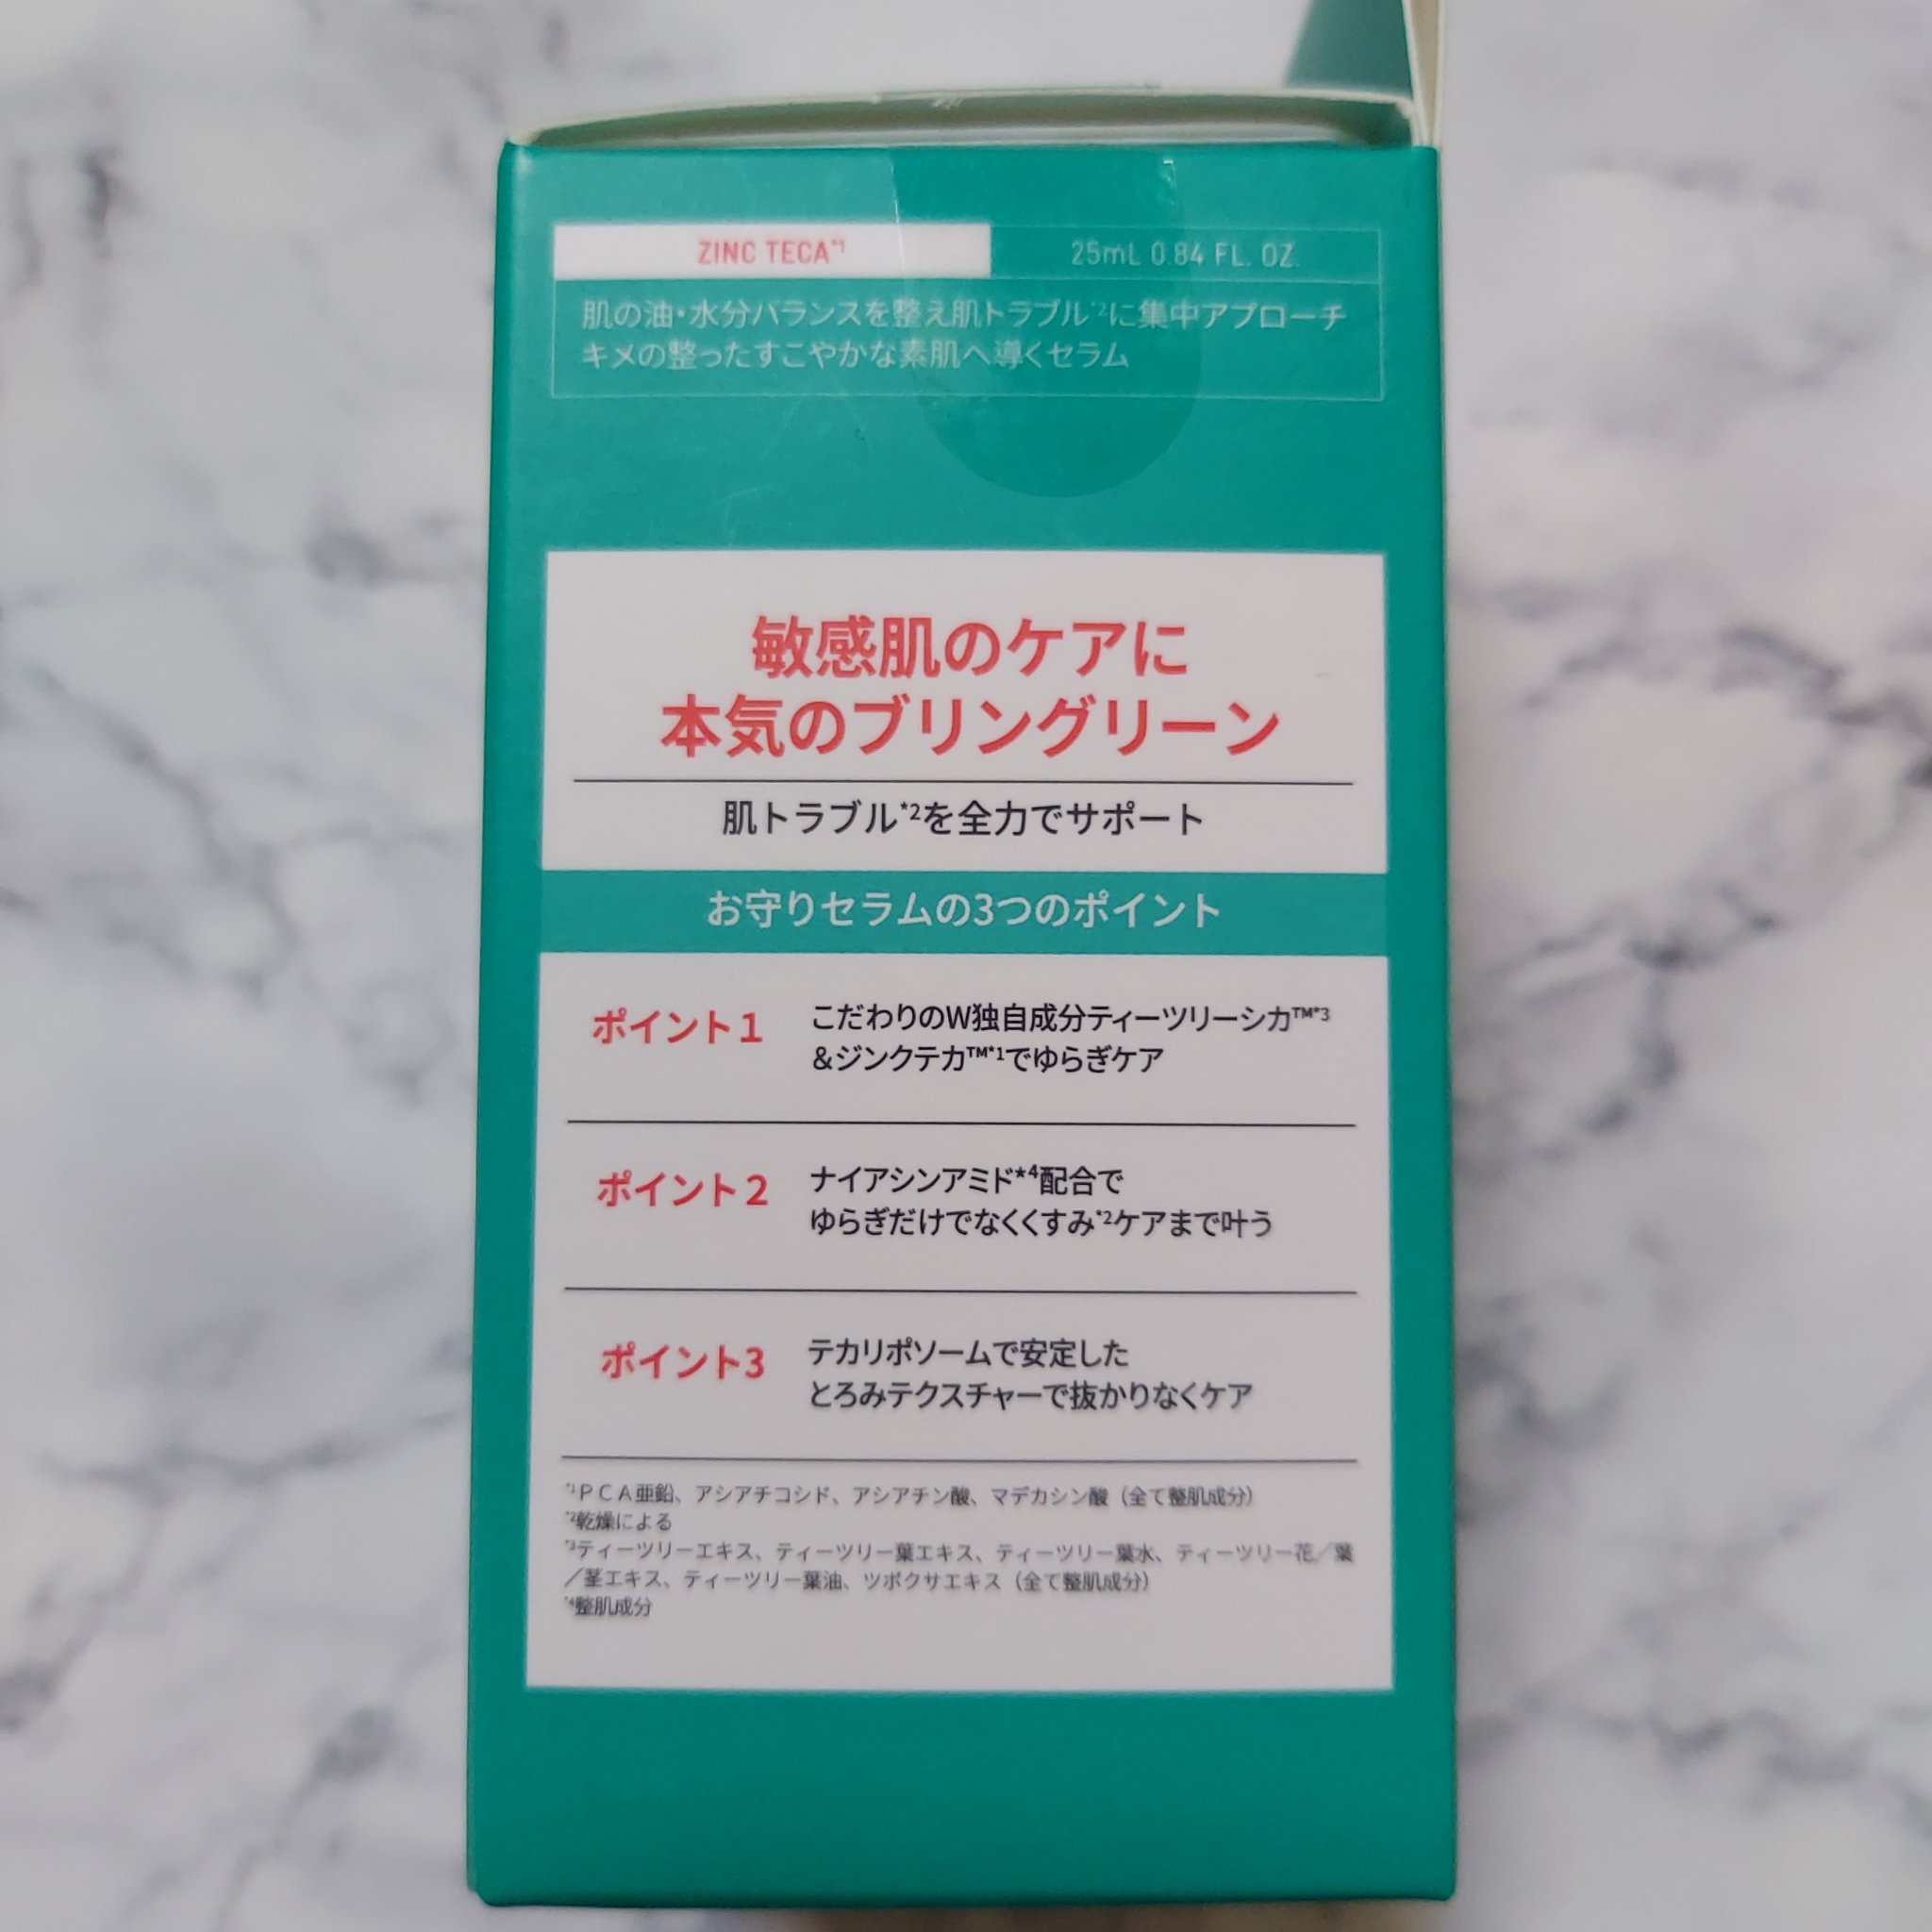 ZINC TECA*1
25mL 0.84 FL. OZ.
肌の油・水分バランスを整え肌トラブル*2に集中アプローチ
キメの整ったすこやかな素肌へ導くセラム
敏感肌のケアに
本気のブリングリーン
肌トラブル*2を全力でサポート
お守りセラムの3つのポイント
ポイント1
こだわりのW独自成分ティーツリーシカ™*3
&ジンクテカ™*1でゆらぎケア
ポイント2
ナイアシンアミド*4配合で
ゆらぎだけでなくくすみ*2ケアまで叶う
ポイント3
テカリポソームで安定した
とろみテクスチャーで抜かりなくケア
*1PCA亜鉛、アシアチコシド、アシアチン酸、マデカシン酸（全て整肌成分）
*2乾燥による
*3ティーツリーエキス、ティーツリー葉エキス、ティーツリー葉水、ティーツリー花／葉
／茎エキス、ティーツリー葉油、ツボクサエキス（全て整肌成分）
*4整肌成分